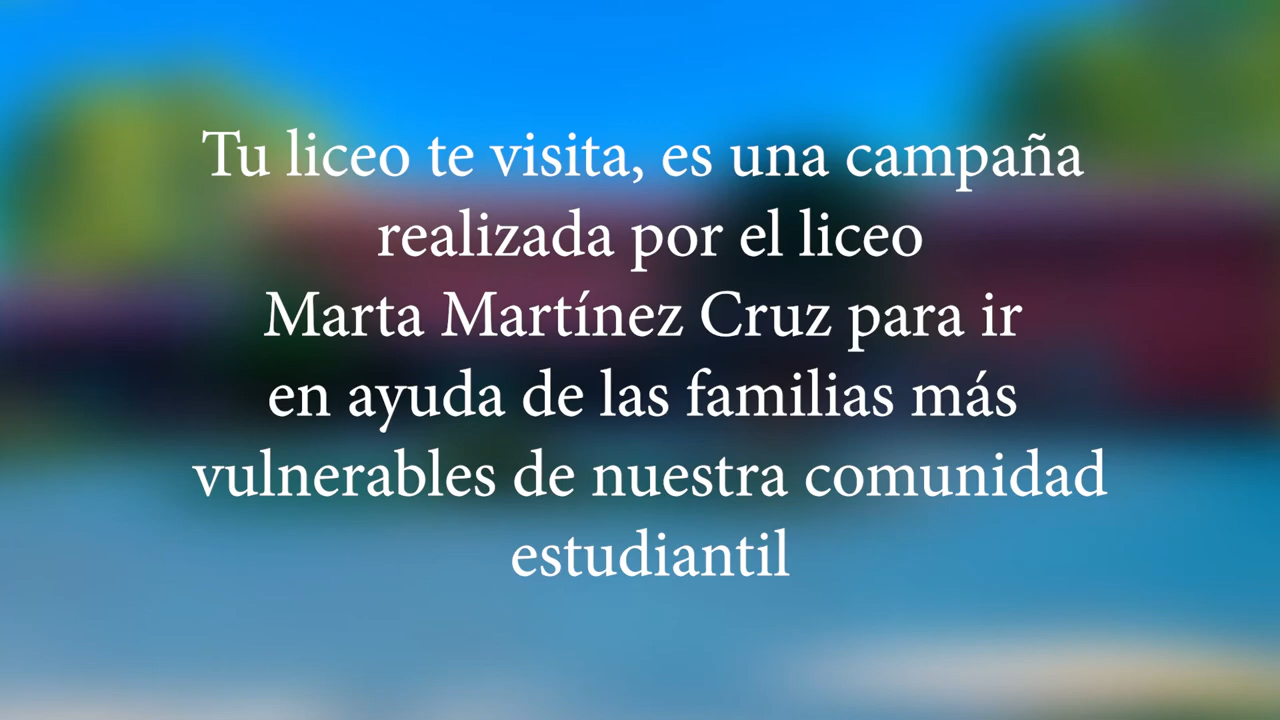 Tu liceo te visita, es una campaña
realizada por el liceo
Marta Martínez Cruz para ir
en ayuda de las familias más
vulnerables de nuestra comunidad
estudiantil